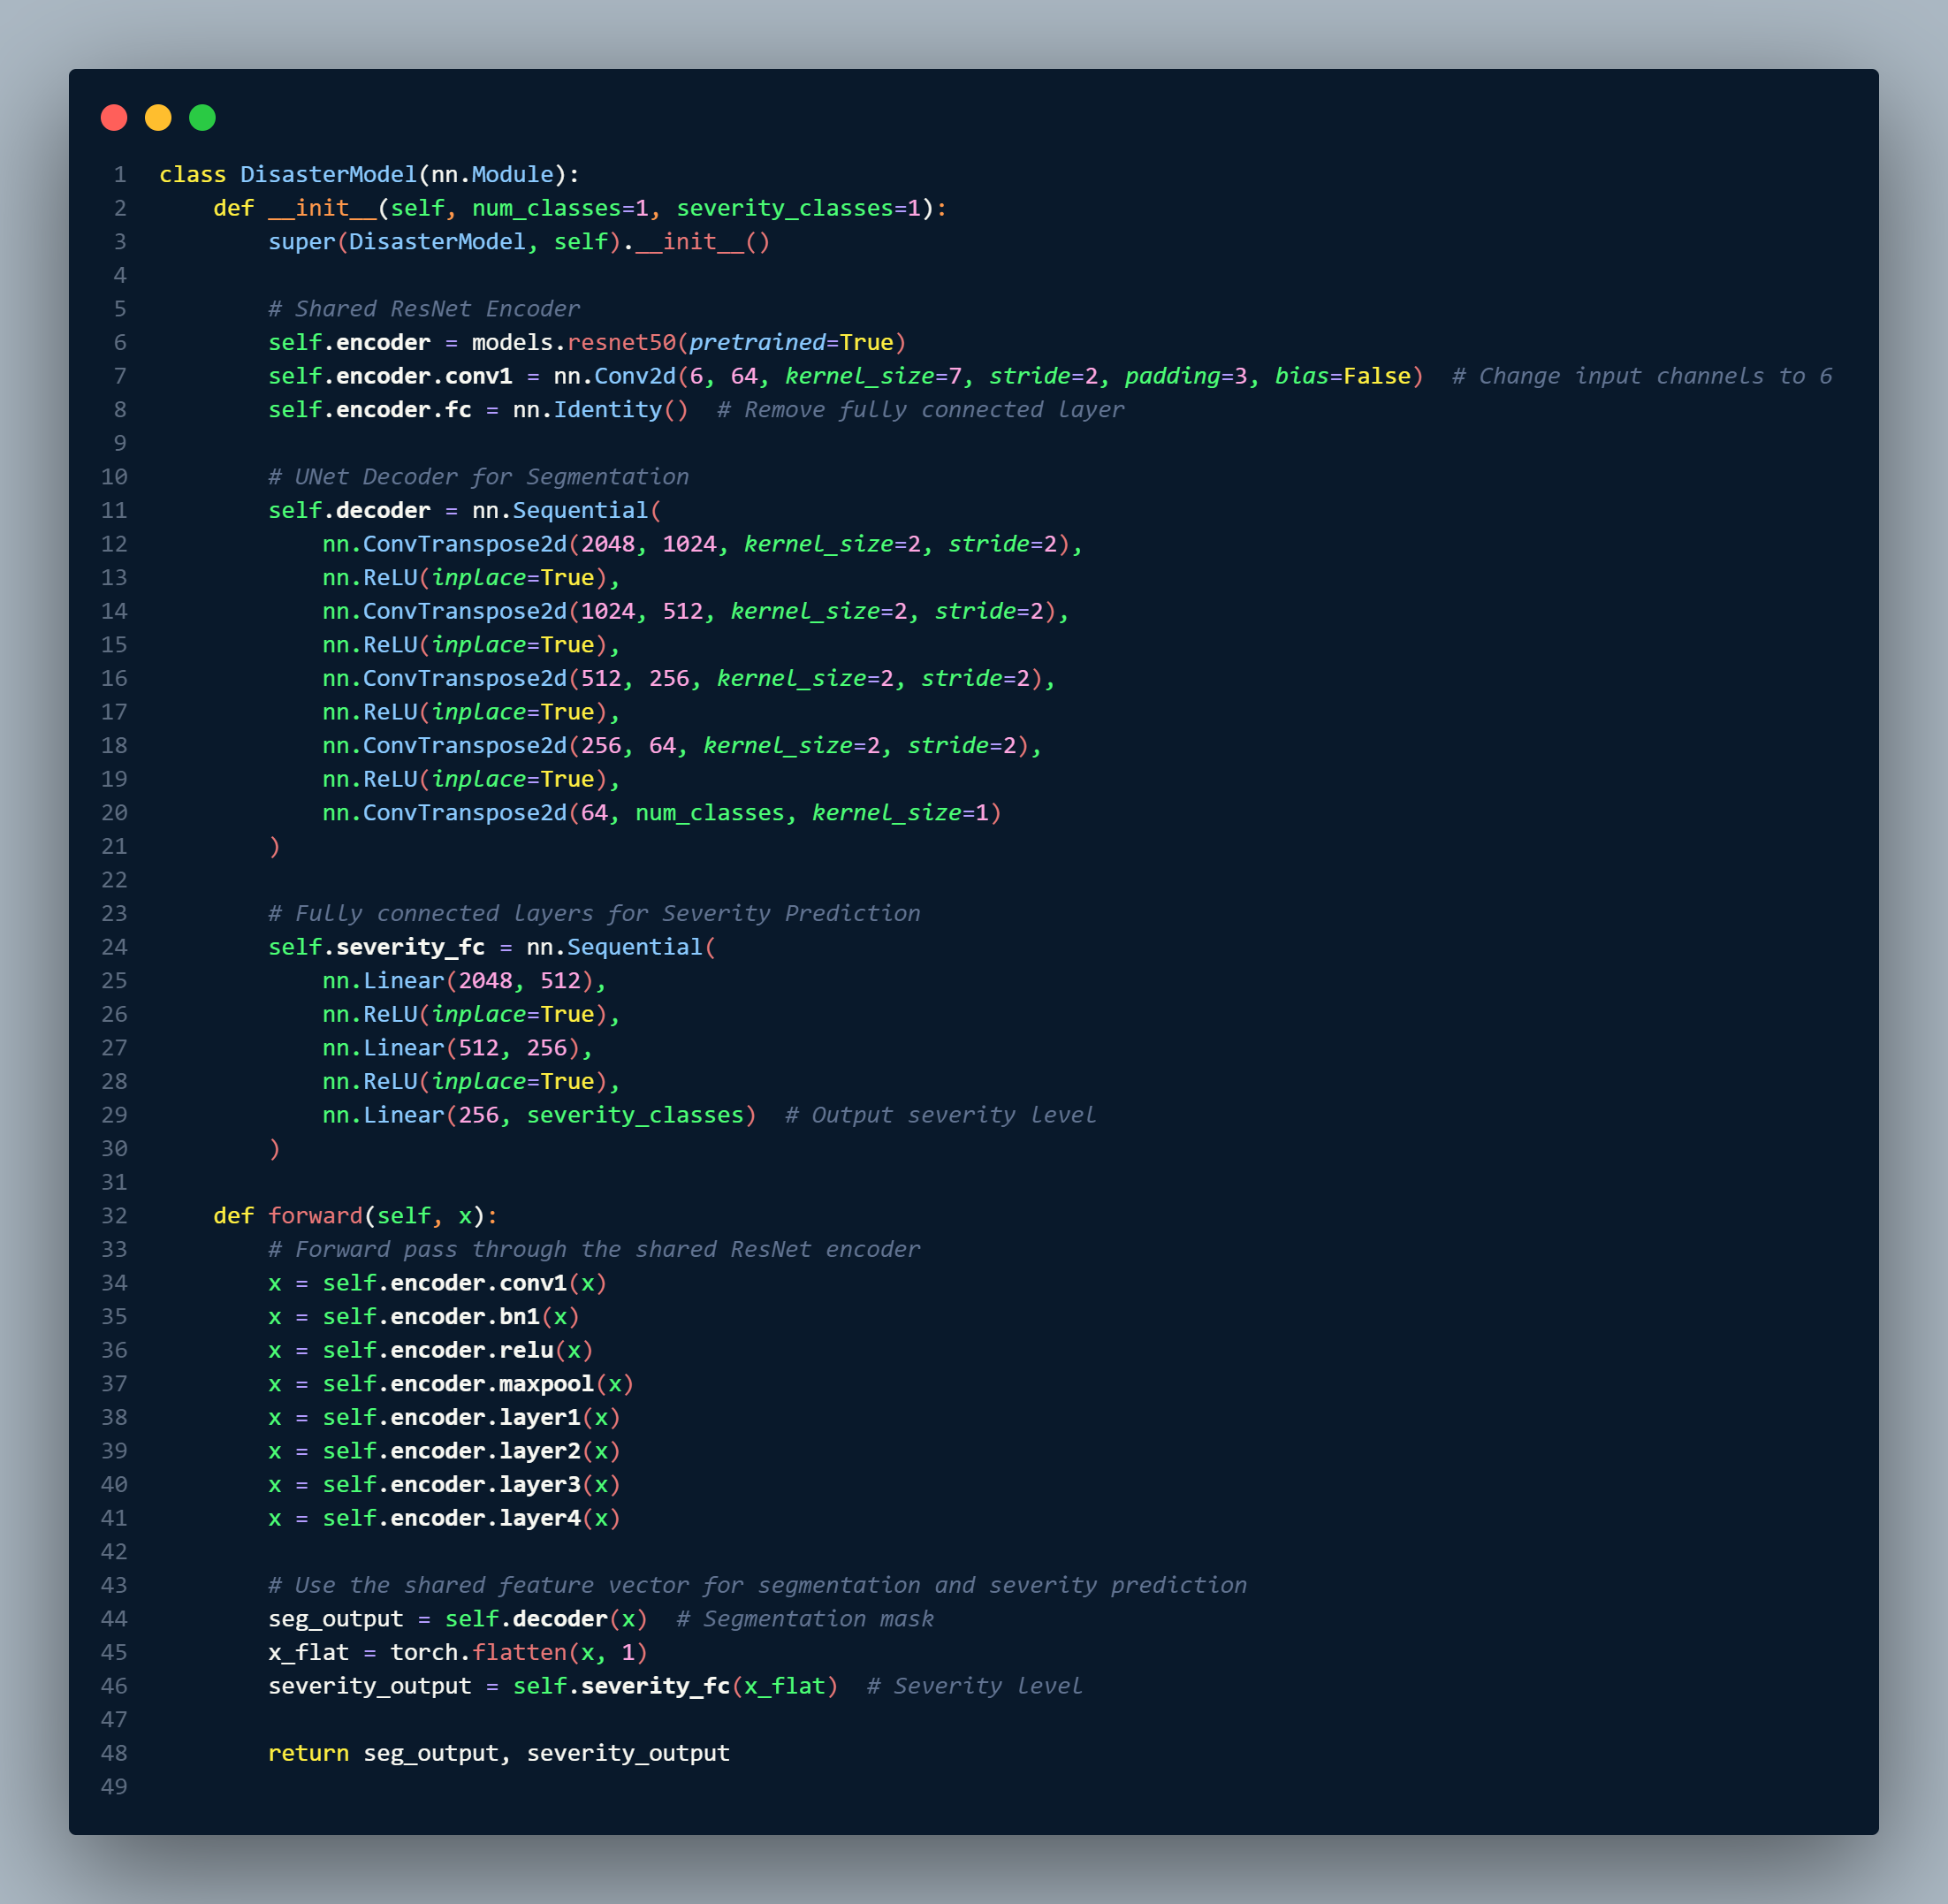 1 class DisasterModel(nn.Module):
2     def __init__(self, num_classes=1, severity_classes=1):
3         super(DisasterModel, self).__init__()
4
5         # Shared ResNet Encoder
6         self.encoder = models.resnet50(pretrained=True)
7         self.encoder.conv1 = nn.Conv2d(6, 64, kernel_size=7, stride=2, padding=3, bias=False)  # Change input channels to 6
8         self.encoder.fc = nn.Identity()  # Remove fully connected layer
9
10         # UNet Decoder for Segmentation
11         self.decoder = nn.Sequential(
12             nn.ConvTranspose2d(2048, 1024, kernel_size=2, stride=2),
13             nn.ReLU(inplace=True),
14             nn.ConvTranspose2d(1024, 512, kernel_size=2, stride=2),
15             nn.ReLU(inplace=True),
16             nn.ConvTranspose2d(512, 256, kernel_size=2, stride=2),
17             nn.ReLU(inplace=True),
18             nn.ConvTranspose2d(256, 64, kernel_size=2, stride=2),
19             nn.ReLU(inplace=True),
20             nn.ConvTranspose2d(64, num_classes, kernel_size=1)
21         )
22
23         # Fully connected layers for Severity Prediction
24         self.severity_fc = nn.Sequential(
25             nn.Linear(2048, 512),
26             nn.ReLU(inplace=True),
27             nn.Linear(512, 256),
28             nn.ReLU(inplace=True),
29             nn.Linear(256, severity_classes)  # Output severity level
30         )
31
32     def forward(self, x):
33         # Forward pass through the shared ResNet encoder
34         x = self.encoder.conv1(x)
35         x = self.encoder.bn1(x)
36         x = self.encoder.relu(x)
37         x = self.encoder.maxpool(x)
38         x = self.encoder.layer1(x)
39         x = self.encoder.layer2(x)
40         x = self.encoder.layer3(x)
41         x = self.encoder.layer4(x)
42
43         # Use the shared feature vector for segmentation and severity prediction
44         seg_output = self.decoder(x)  # Segmentation mask
45         x_flat = torch.flatten(x, 1)
46         severity_output = self.severity_fc(x_flat)  # Severity level
47
48         return seg_output, severity_output
49